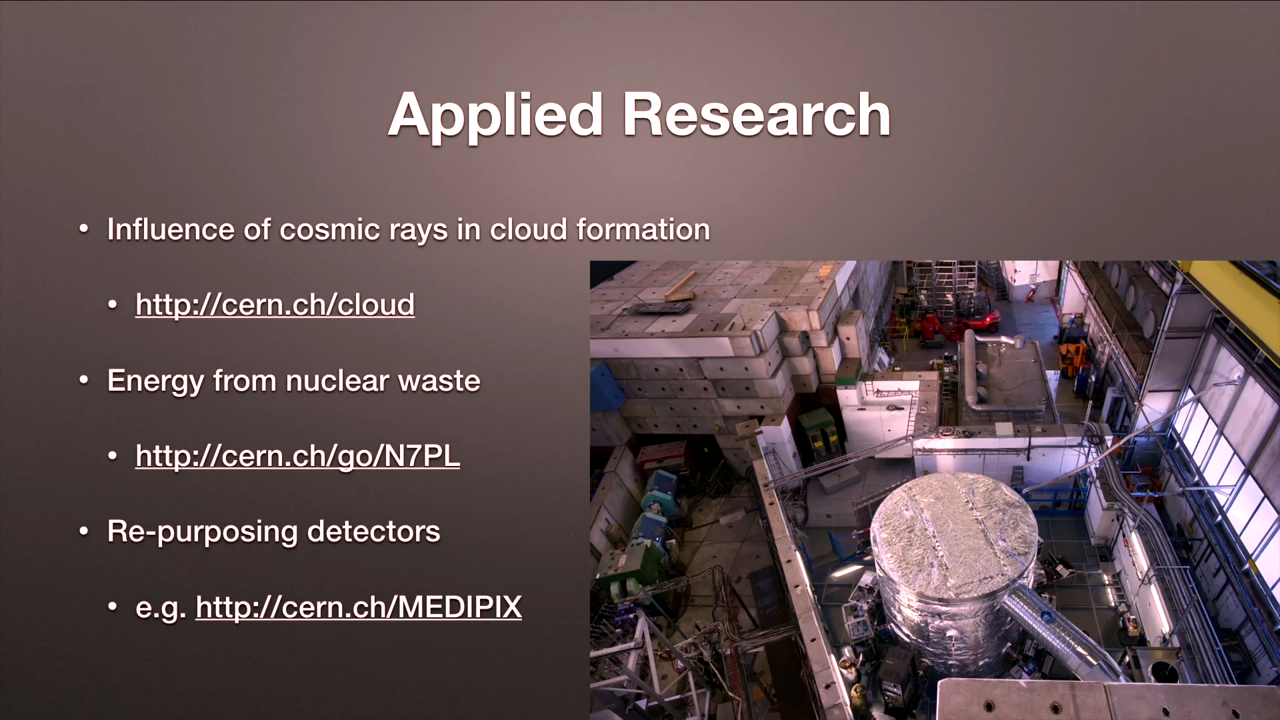 Applied Research
• Influence of cosmic rays in cloud formation
• http://cern.ch/cloud
• Energy from nuclear waste
• http://cern.ch/go/N7PL
• Re-purposing detectors
• e.g. http://cern.ch/MEDIPIX